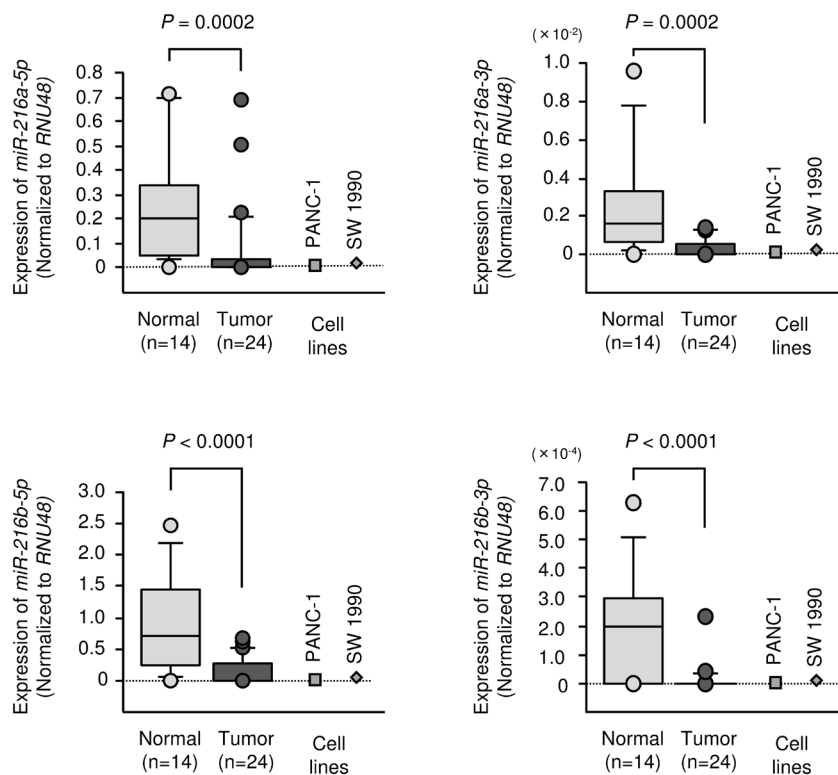 P = 0.0002
Expression of miR-216a-5p
(Normalized to RNU48)
0.8
0.7
0.6
0.5
0.4
0.3
0.2
0.1
0
PANC-1
SW 1990
Normal
(n=14)
Tumor
(n=24)
Cell
lines
P = 0.0002
(×10-2)
Expression of miR-216a-3p
(Normalized to RNU48)
1.0
0.8
0.6
0.4
0.2
0
PANC-1
SW 1990
Normal
(n=14)
Tumor
(n=24)
Cell
lines
P < 0.0001
Expression of miR-216b-5p
(Normalized to RNU48)
3.0
2.5
2.0
1.5
1.0
0.5
0
PANC-1
SW 1990
Normal
(n=14)
Tumor
(n=24)
Cell
lines
P < 0.0001
(×10-4)
Expression of miR-216b-3p
(Normalized to RNU48)
7.0
6.0
5.0
4.0
3.0
2.0
1.0
0
PANC-1
SW 1990
Normal
(n=14)
Tumor
(n=24)
Cell
lines